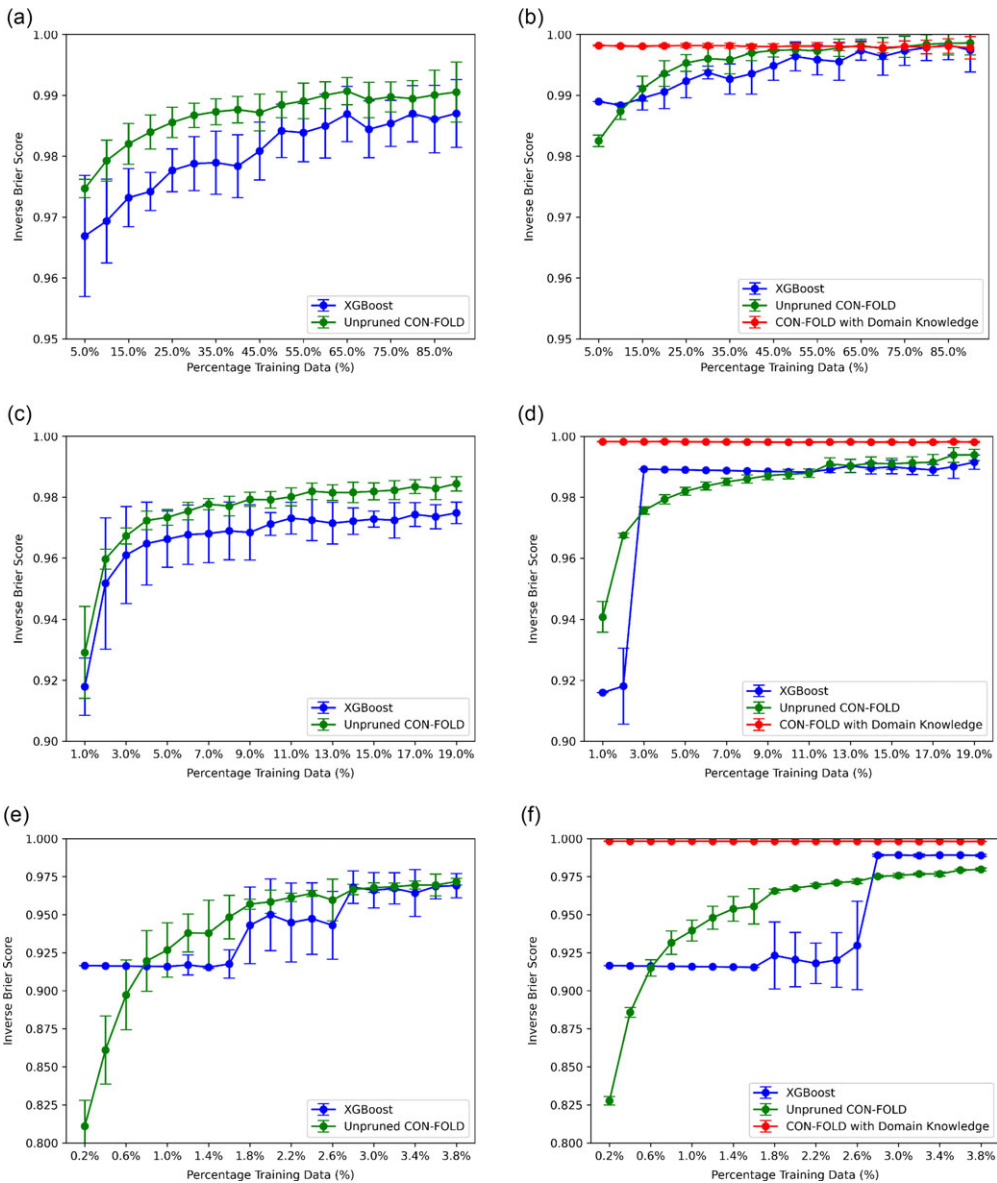 (a)
1.00
0.99
0.98
0.97
0.96
0.95
Inverse Brier Score
XGBoost
Unpruned CON-FOLD
5.0% 15.0% 25.0% 35.0% 45.0% 55.0% 65.0% 75.0% 85.0%
Percentage Training Data (%)
(b)
1.00
0.99
0.98
0.97
0.96
0.95
Inverse Brier Score
XGBoost
Unpruned CON-FOLD
CON-FOLD with Domain Knowledge
5.0% 15.0% 25.0% 35.0% 45.0% 55.0% 65.0% 75.0% 85.0%
Percentage Training Data (%)
(c)
1.00
0.98
0.96
0.94
0.92
0.90
Inverse Brier Score
XGBoost
Unpruned CON-FOLD
1.0% 3.0% 5.0% 7.0% 9.0% 11.0% 13.0% 15.0% 17.0% 19.0%
Percentage Training Data (%)
(d)
1.00
0.98
0.96
0.94
0.92
0.90
Inverse Brier Score
XGBoost
Unpruned CON-FOLD
CON-FOLD with Domain Knowledge
1.0% 3.0% 5.0% 7.0% 9.0% 11.0% 13.0% 15.0% 17.0% 19.0%
Percentage Training Data (%)
(e)
1.000
0.975
0.950
0.925
0.900
0.875
0.850
0.825
0.800
Inverse Brier Score
XGBoost
Unpruned CON-FOLD
0.2% 0.6% 1.0% 1.4% 1.8% 2.2% 2.6% 3.0% 3.4% 3.8%
Percentage Training Data (%)
(f)
1.000
0.975
0.950
0.925
0.900
0.875
0.850
0.825
0.800
Inverse Brier Score
XGBoost
Unpruned CON-FOLD
CON-FOLD with Domain Knowledge
0.2% 0.6% 1.0% 1.4% 1.8% 2.2% 2.6% 3.0% 3.4% 3.8%
Percentage Training Data (%)